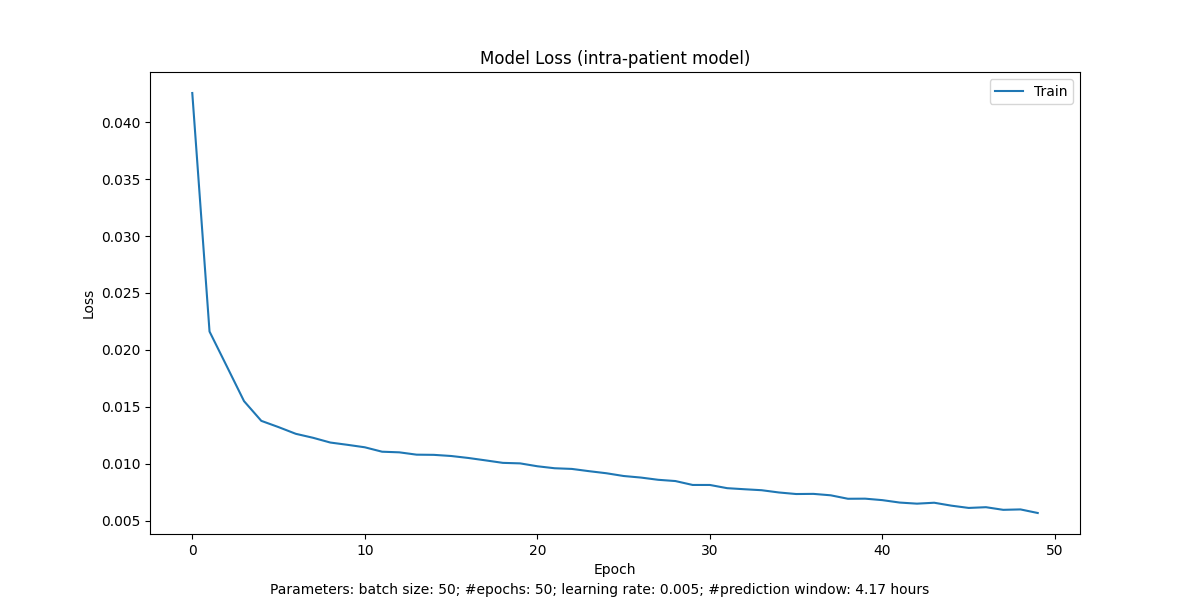 Model Loss (intra-patient model)
Train
0.040
0.035
0.030
0.025
0.020
0.015
0.010
0.005
Loss
0 10 20 30 40 50
Epoch
Parameters: batch size: 50; #epochs: 50; learning rate: 0.005; #prediction window: 4.17 hours